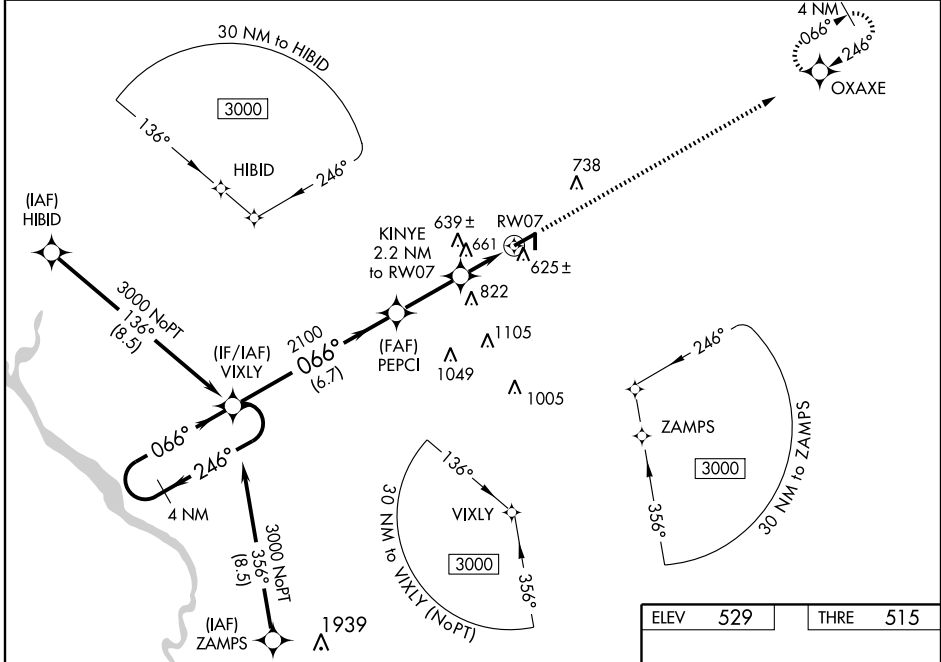 4 NM
066°
246°
OXAXE
30 NM to HIBID
3000
136°
HIBID
246°
738
(IAF)
HIBID
RW07
KINYE
2.2 NM
to RW07
639 ±
661
625 ±
822
3000 NoPT
136°
(8.5)
2100
066°
(6.7)
(IF/IAF)
VIXLY
(FAF)
PEPCI
1105
1049
1005
246°
ZAMPS
3000
356°
30 NM to ZAMPS
066°
246°
4 NM
136°
VIXLY
3000
356°
30 NM to VIXLY (NoPT)
3000 NoPT
356°
(8.5)
(IAF)
ZAMPS
1939
ELEV 529
THRE 515